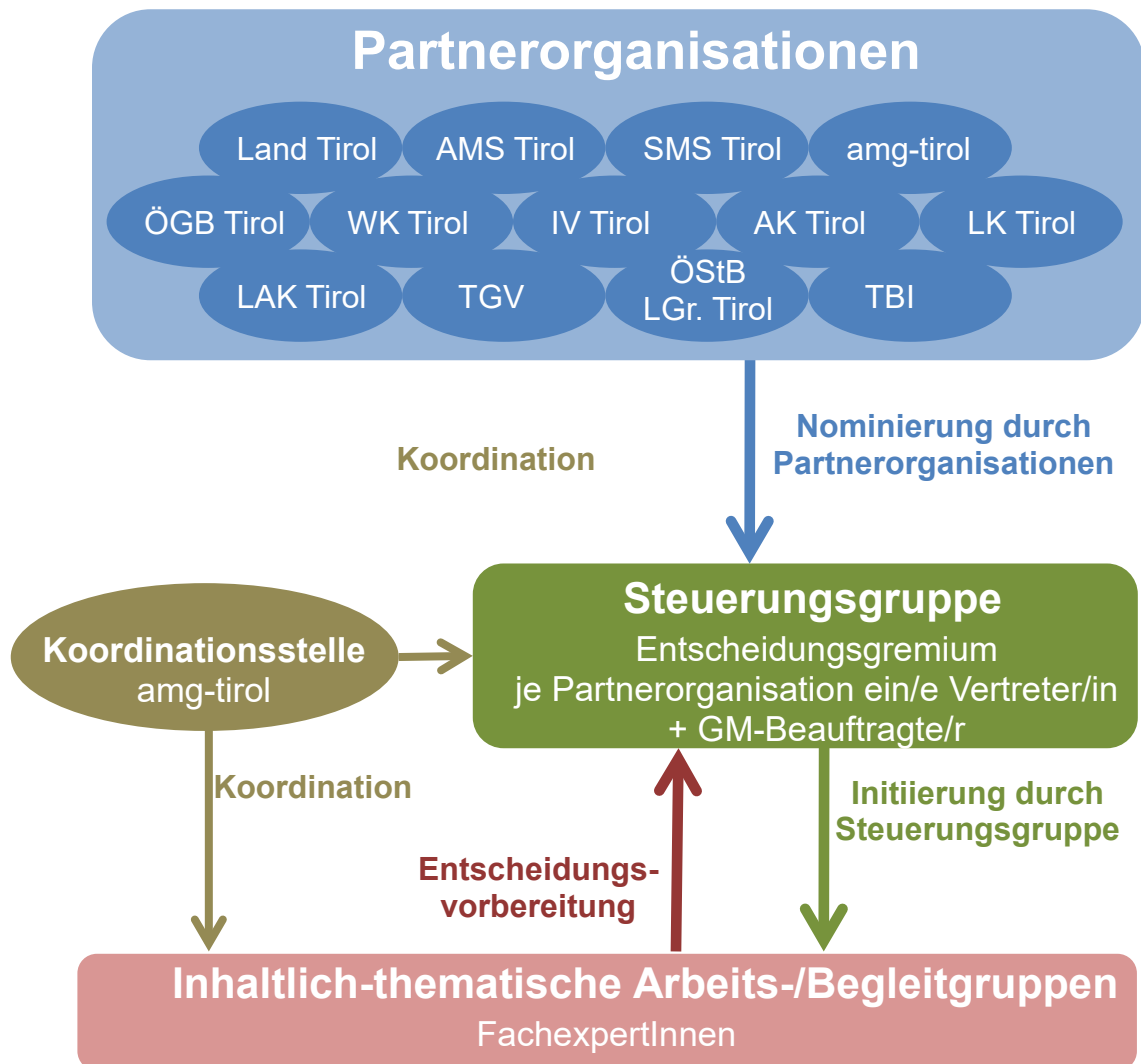 Partnerorganisationen
Land Tirol
AMS Tirol
SMS Tirol
amg-tirol
ÖGB Tirol
WK Tirol
IV Tirol
AK Tirol
LK Tirol
LAK Tirol
TGV
ÖStB
LGr. Tirol
TBI
Koordination
Nominierung durch
Partnerorganisationen
Steuerungsgruppe
Entscheidungsgremium
je Partnerorganisation ein/e Vertreter/in
+ GM-Beauftragte/r
Koordinationsstelle
amg-tirol
Koordination
Initiierung durch
Steuerungsgruppe
Entscheidungs-
vorbereitung
Inhaltlich-thematische Arbeits-/Begleitgruppen
FachexpertInnen